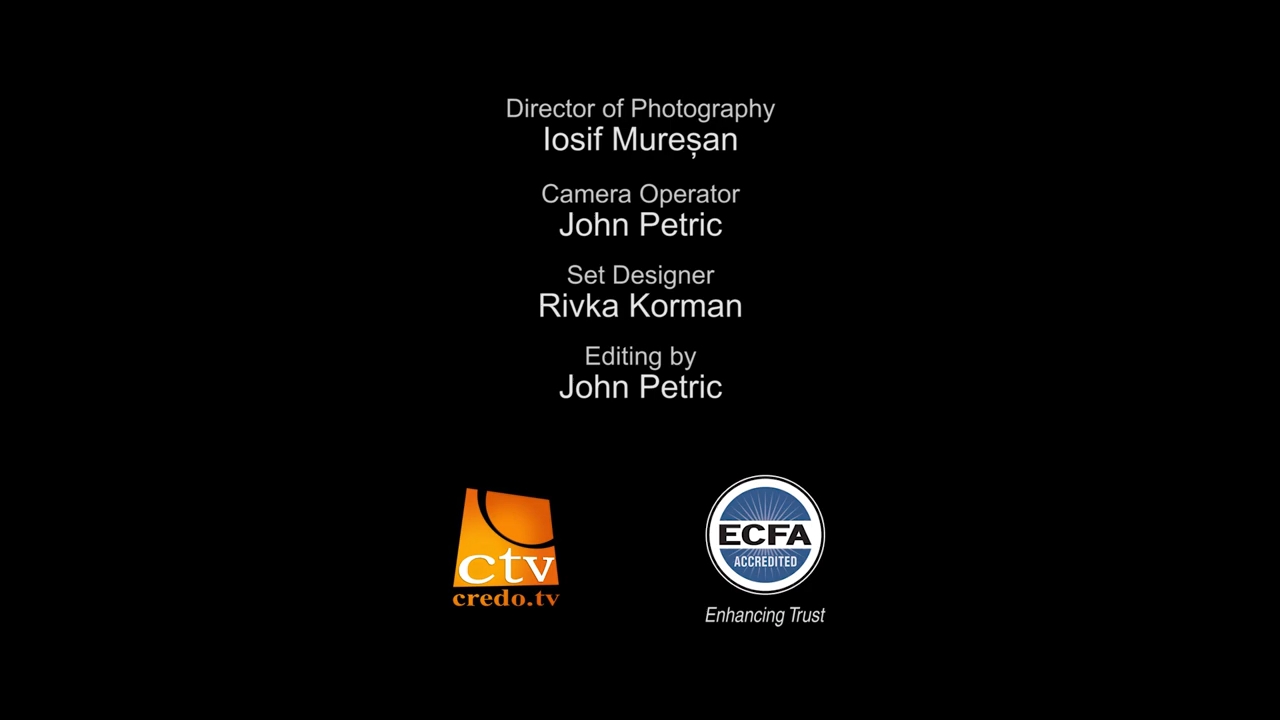 Director of Photography
Iosif Mureșan
Camera Operator
John Petric
Set Designer
Rivka Korman
Editing by
John Petric
ctv
credo.tv
ECFA
ACCREDITED
Enhancing Trust